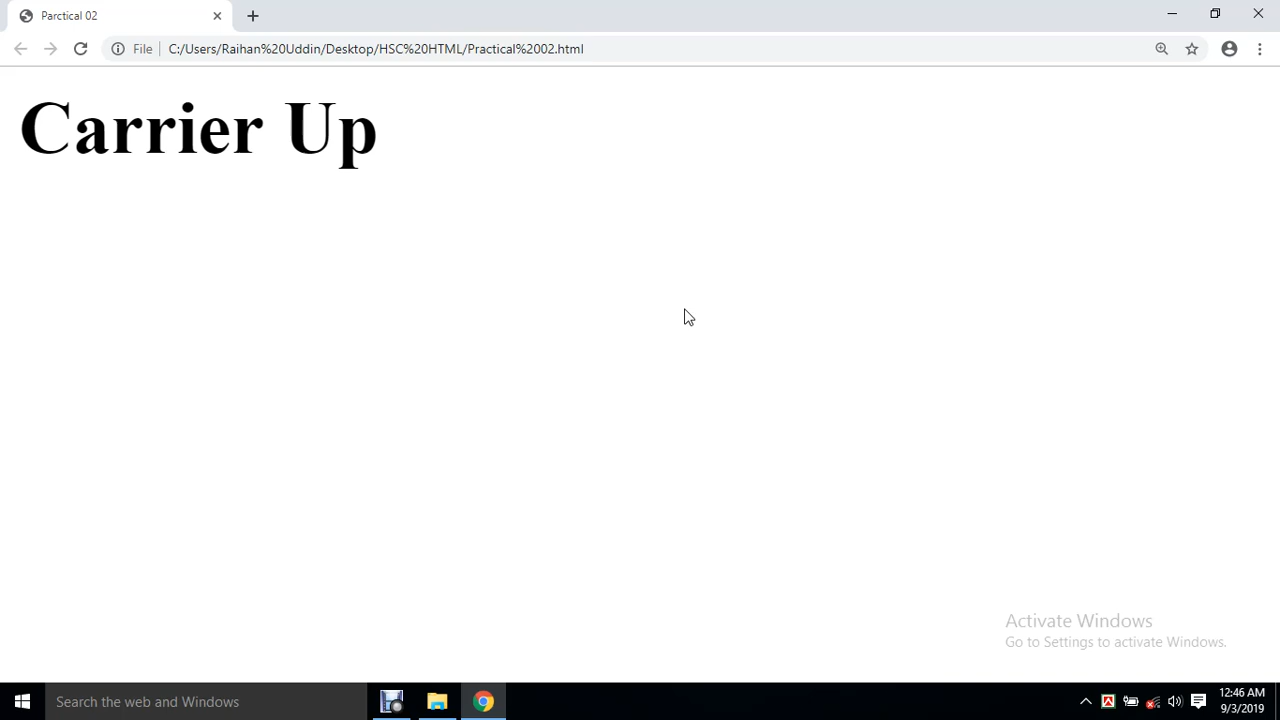 Parctical 02
File
C:/Users/Raihan%20Uddin/Desktop/HSC%20HTML/Practical%2002.html
Carrier Up
Activate Windows
Go to Settings to activate Windows.
Search the web and Windows
12:46 AM
9/3/2019